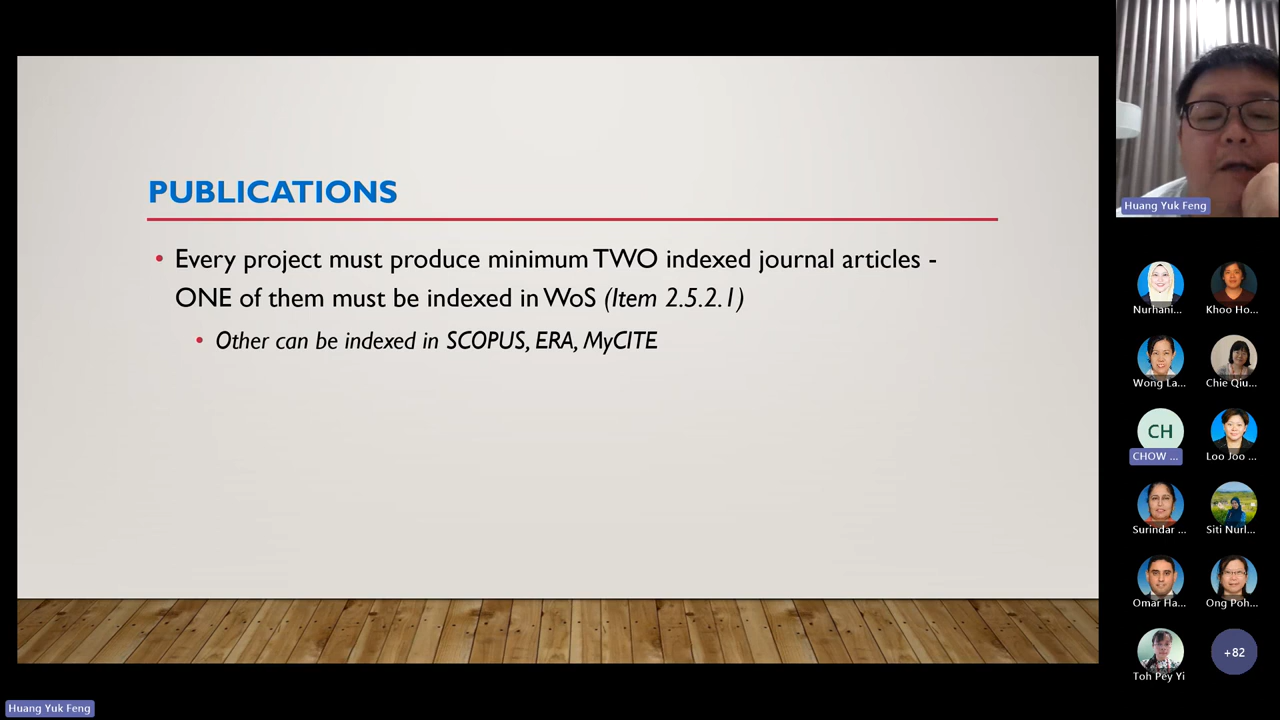 PUBLICATIONS
• Every project must produce minimum TWO indexed journal articles -
ONE of them must be indexed in WoS (Item 2.5.2.1)
• Other can be indexed in SCOPUS, ERA, MyCITE
Huang Yuk Feng
Nurhani...
Khoo Ho...
Wong La...
Chie Qiu...
CH
CHOW ...
Loo Joo ...
Surindar ...
Siti Nurl...
Omar Ha...
Ong Poh...
Toh Pey Yi
+82
Huang Yuk Feng